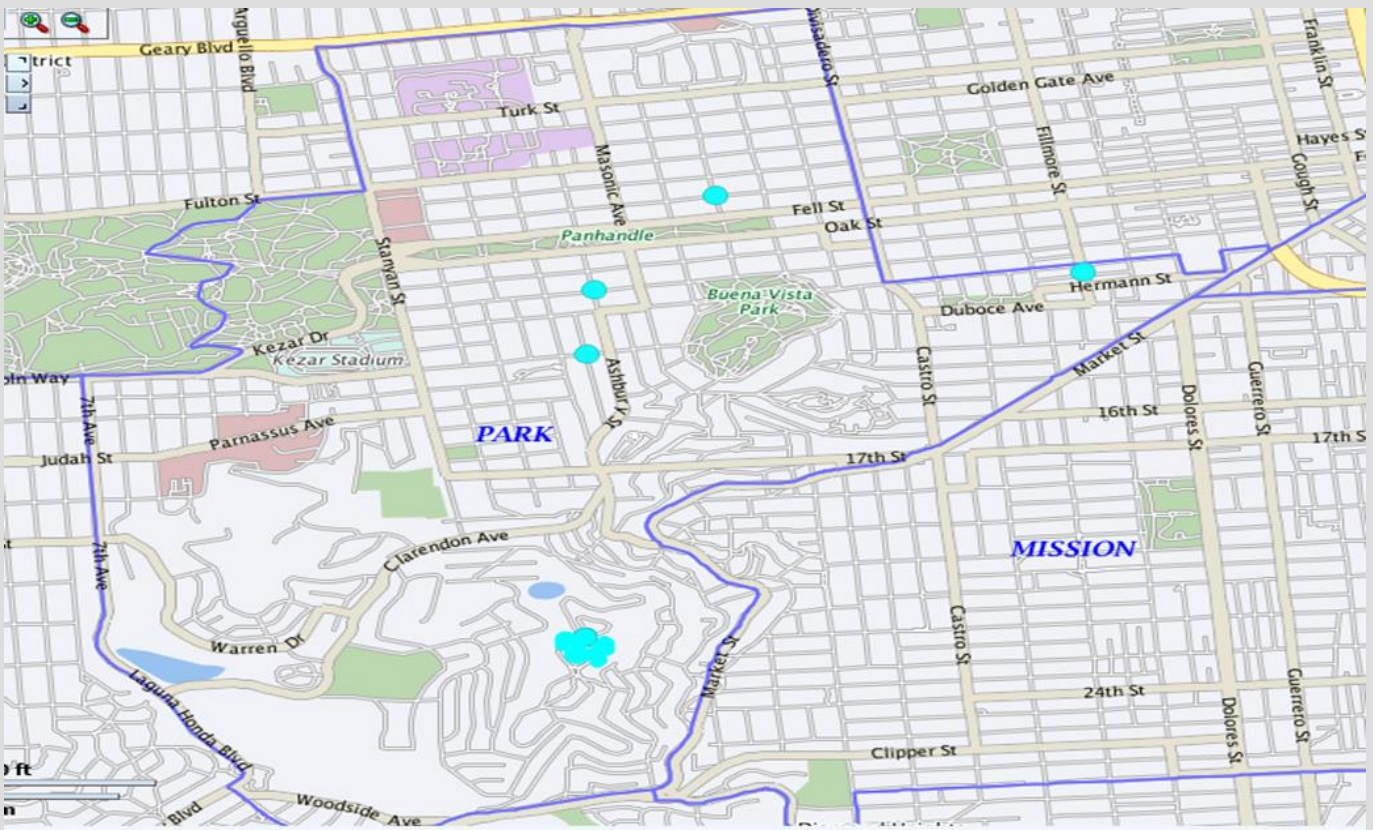 Geary Blvd
trict
Arguello Blvd
Divisadero St
Franklin St
Golden Gate Ave
Turk St
Fillmore St
Hayes S
Gough St
F
Masonic Ave
Fulton St
Fell St
Oak St
Panhandle
Stanyan St
Buena Vista
Park
Hermann St
Duboce Ave
Kezar Dr
Kezar Stadium
oln Way
Ashbury St
Castro St
Market St
Dolores St
Guerrero St
16th St
17th S
7th Ave
Parnassus Ave
PARK
Judah St
17th St
Clarendon Ave
MISSION
7th Ave
Warren Dr
Castro St
Market St
Laguna Honda Blvd
24th St
Guerrero St
Dolores St
Clipper St
ft
m
Blvd
Woodside Ave